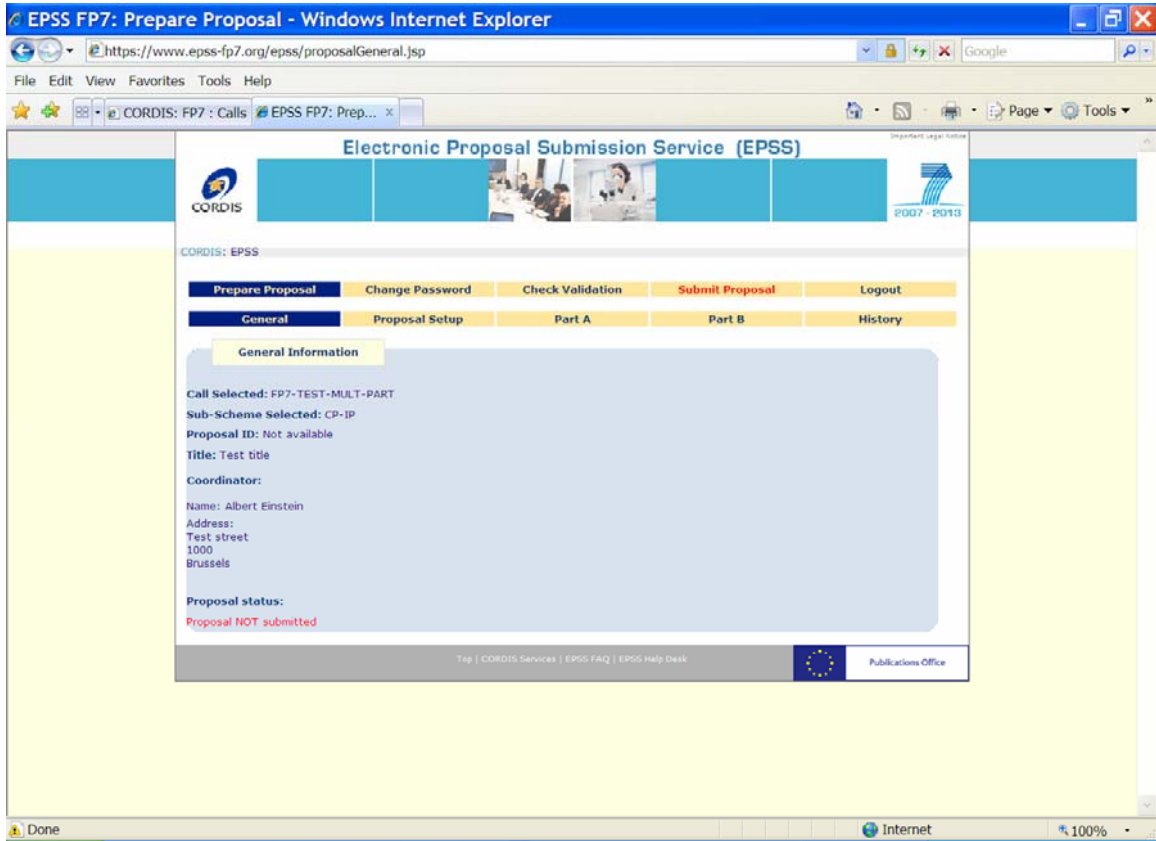 EPSS FP7: Prepare Proposal - Windows Internet Explorer
https://www.epss-fp7.org/epss/proposalGeneral.jsp
Google
File Edit View Favorites Tools Help
CORDIS: FP7 : Calls
EPSS FP7: Prep...
Page
Tools
Electronic Proposal Submission Service (EPSS)
Important Legal Notice
CORDIS
7
2007 - 2013
CORDIS: EPSS
Prepare Proposal Change Password Check Validation Submit Proposal Logout
General Proposal Setup Part A Part B History
General Information
Call Selected: FP7-TEST-MULT-PART
Sub-Scheme Selected: CP-IP
Proposal ID: Not available
Title: Test title
Coordinator:
Name: Albert Einstein
Address:
Test street
1000
Brussels
Proposal status:
Proposal NOT submitted
Top | CORDIS Services | EPSS FAQ | EPSS Help Desk
Publications Office
Done
Internet
100%